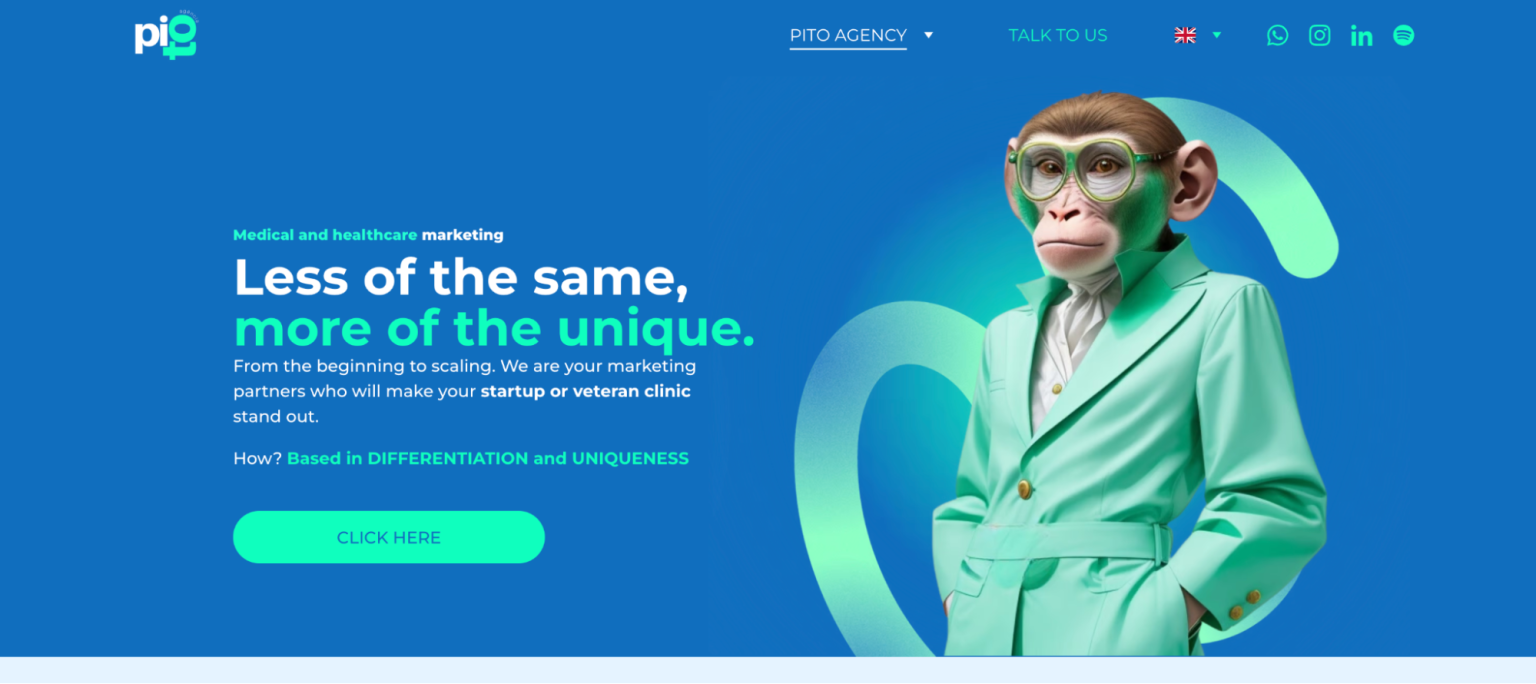 pito
PITO AGENCY
TALK TO US
Medical and healthcare marketing
Less of the same,
more of the unique.
From the beginning to scaling. We are your marketing
partners who will make your startup or veteran clinic
stand out.
How? Based in DIFFERENTIATION and UNIQUENESS
CLICK HERE